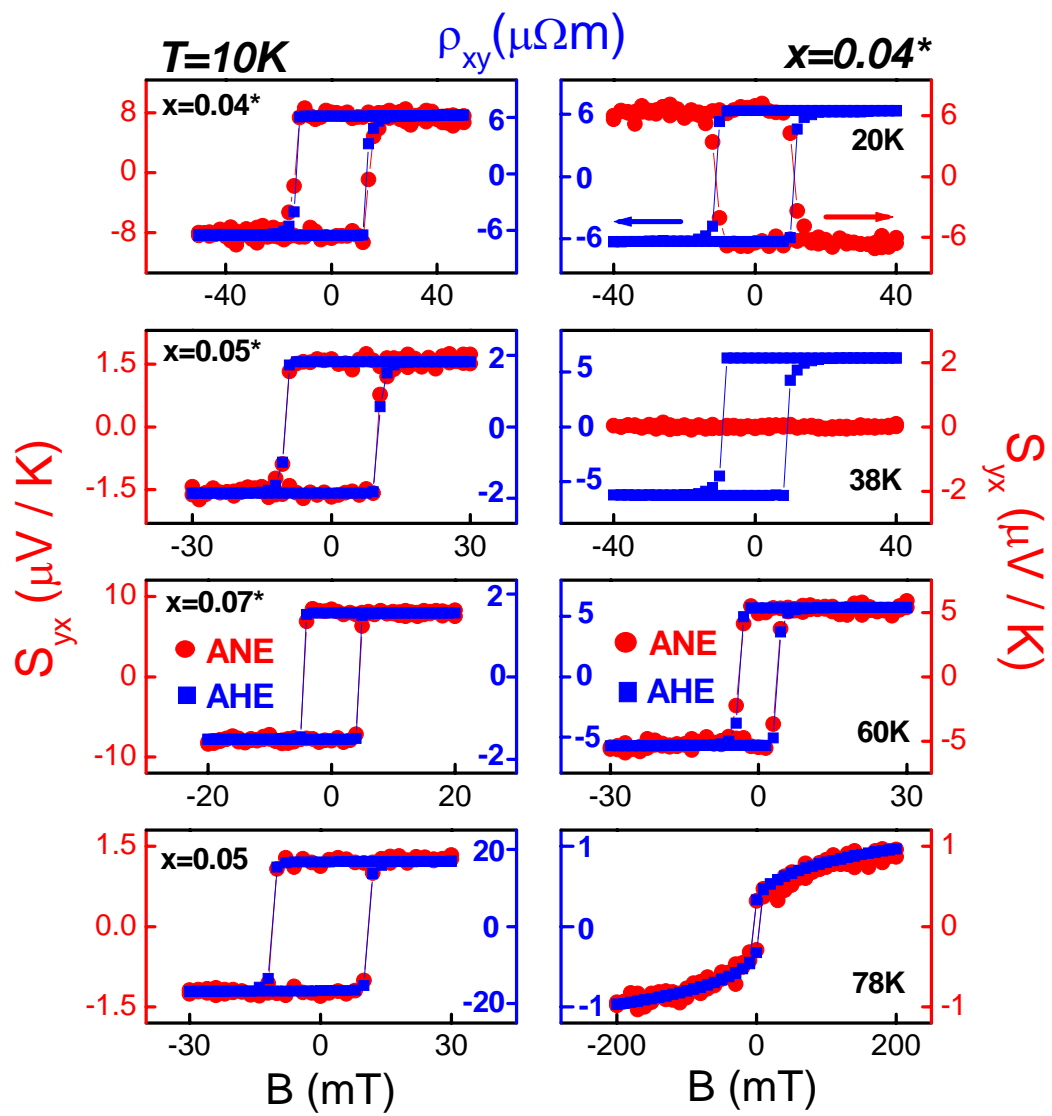 T=10K
ρxy(μΩm)
x=0.04*
x=0.04*
8
0
-8
6
0
-6
-40 0 40
20K
6
0
-6
6
0
-6
-40 0 40
x=0.05*
1.5
0.0
-1.5
2
0
-2
-30 0 30
38K
5
0
-5
2
0
-2
-40 0 40
Syx (μV / K)
Syx (μV / K)
x=0.07*
ANE
AHE
10
0
-10
2
0
-2
-20 0 20
ANE
AHE
60K
5
0
-5
5
0
-5
-30 0 30
x=0.05
1.5
0.0
-1.5
20
0
-20
-30 0 30
B (mT)
78K
1
0
-1
1
0
-1
-200 0 200
B (mT)